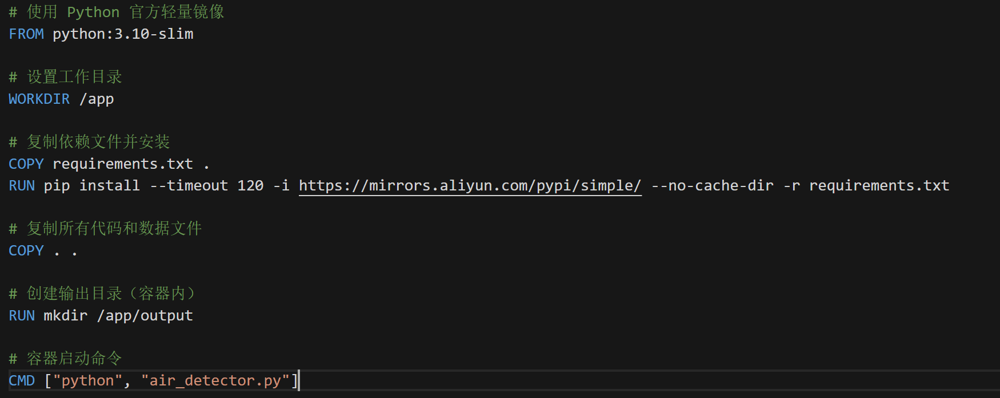 # 使用 Python 官方轻量镜像
FROM python:3.10-slim
# 设置工作目录
WORKDIR /app
# 复制依赖文件并安装
COPY requirements.txt .
RUN pip install --timeout 120 -i https://mirrors.aliyun.com/pypi/simple/ --no-cache-dir -r requirements.txt
# 复制所有代码和数据文件
COPY . .
# 创建输出目录（容器内）
RUN mkdir /app/output
# 容器启动命令
CMD ["python", "air_detector.py"]